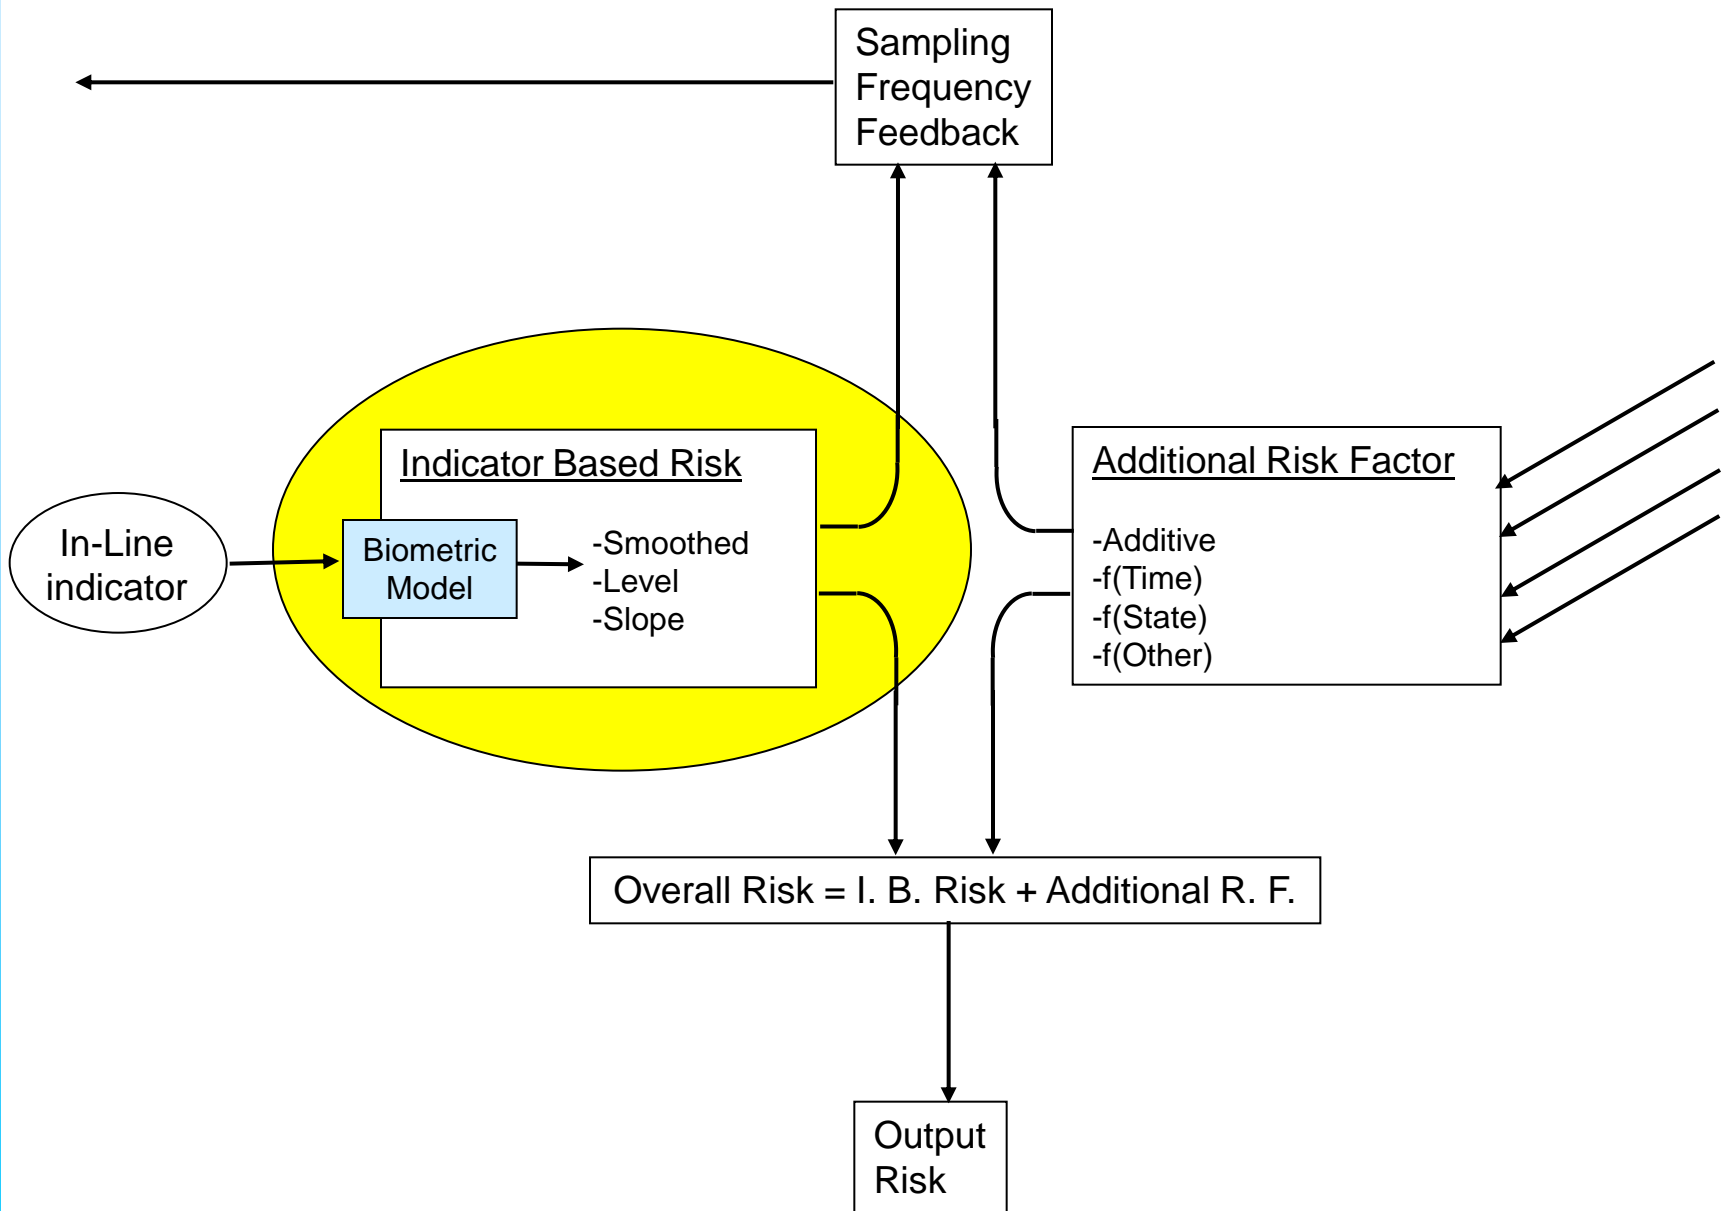 Sampling
Frequency
Feedback
Indicator Based Risk
Additional Risk Factor
In-Line
indicator
Biometric
Model
-Smoothed
-Level
-Slope
-Additive
-f(Time)
-f(State)
-f(Other)
Overall Risk = I. B. Risk + Additional R. F.
Output
Risk